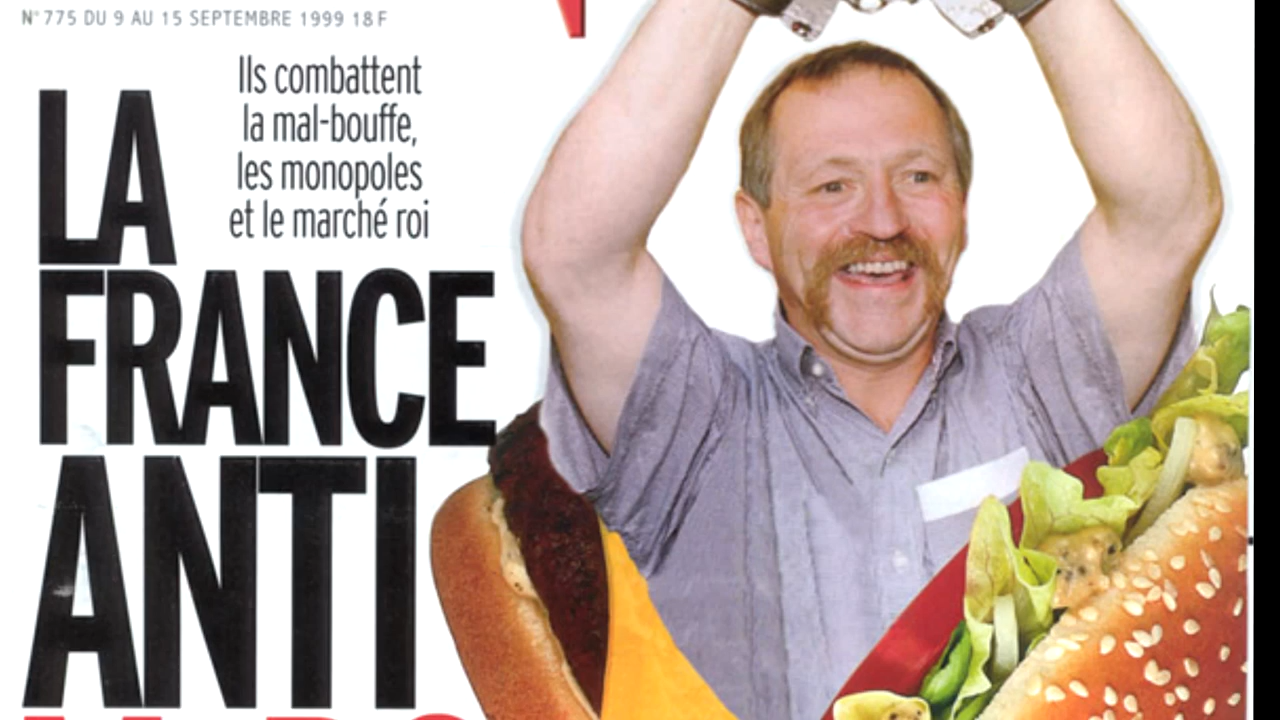 N° 775 DU 9 AU 15 SEPTEMBRE 1999 18 F
Ils combattent
la mal-bouffe,
les monopoles
et le marché roi
LA
FRANCE
ANTI